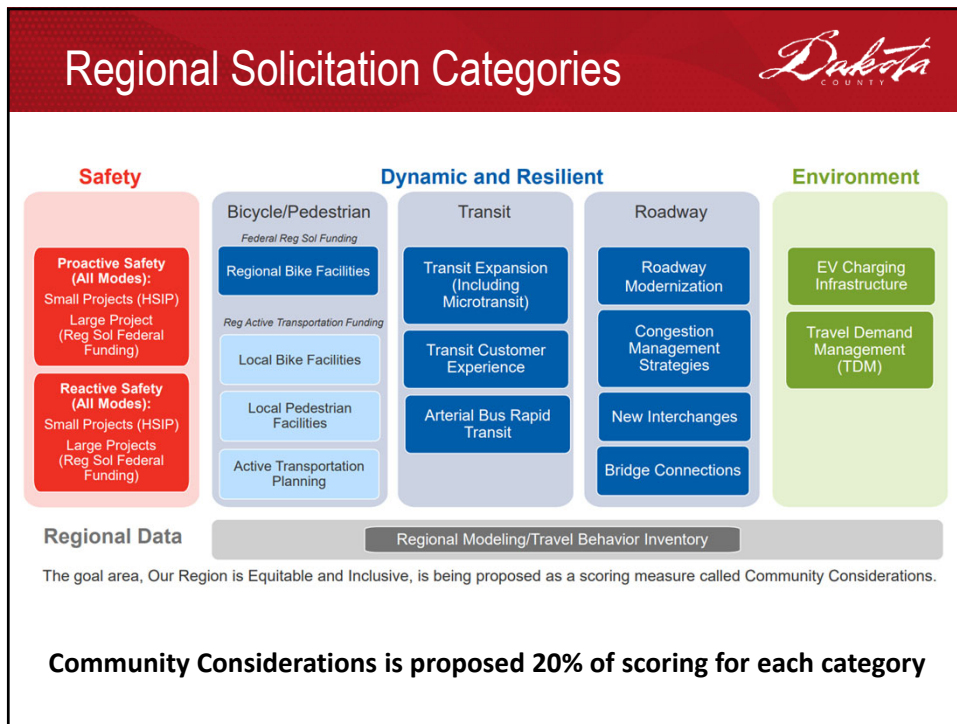 Regional Solicitation Categories
Dakota
COUNTY
Safety
Proactive Safety
(All Modes):
Small Projects (HSIP)
Large Project
(Reg Sol Federal
Funding)
Reactive Safety
(All Modes):
Small Projects (HSIP)
Large Projects
(Reg Sol Federal
Funding)
Dynamic and Resilient
Bicycle/Pedestrian
Federal Reg Sol Funding
Regional Bike Facilities
Reg Active Transportation Funding
Local Bike Facilities
Local Pedestrian
Facilities
Active Transportation
Planning
Transit
Transit Expansion
(Including
Microtransit)
Transit Customer
Experience
Arterial Bus Rapid
Transit
Roadway
Roadway
Modernization
Congestion
Management
Strategies
New Interchanges
Bridge Connections
Environment
EV Charging
Infrastructure
Travel Demand
Management
(TDM)
Regional Data
Regional Modeling/Travel Behavior Inventory
The goal area, Our Region is Equitable and Inclusive, is being proposed as a scoring measure called Community Considerations.
Community Considerations is proposed 20% of scoring for each category